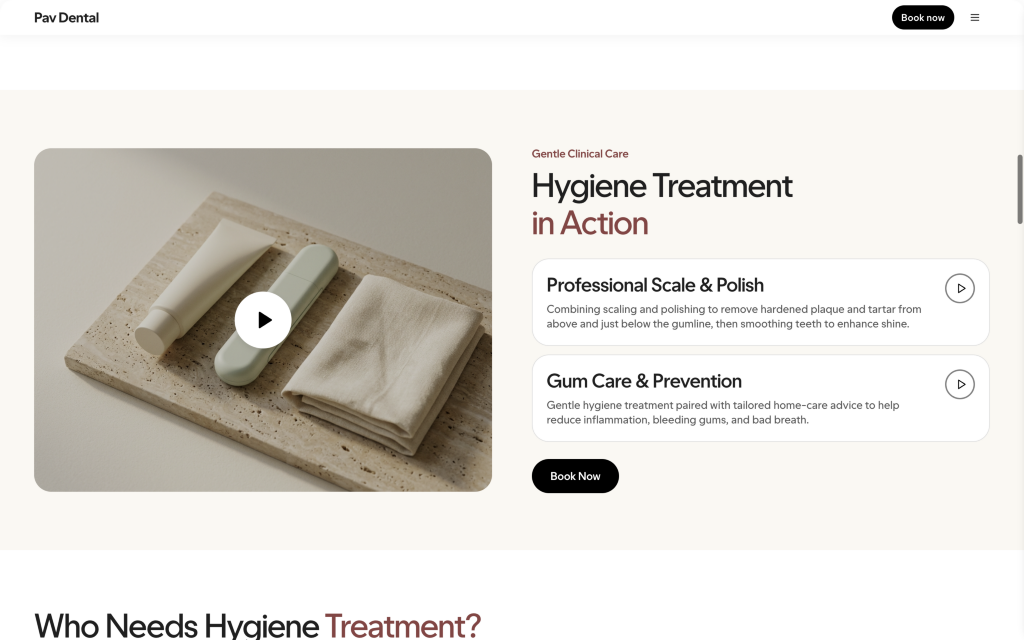 Pav Dental
Book now
Gentle Clinical Care
Hygiene Treatment
in Action
Professional Scale & Polish
Combining scaling and polishing to remove hardened plaque and tartar from
above and just below the gumline, then smoothing teeth to enhance shine.
Gum Care & Prevention
Gentle hygiene treatment paired with tailored home-care advice to help
reduce inflammation, bleeding gums, and bad breath.
Book Now
Who Needs Hygiene Treatment?